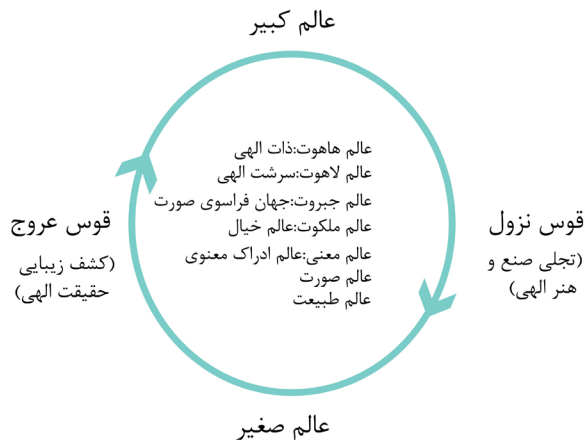 عالم کبیر
عالم هاهوت:ذات الهی
عالم لاهوت:سرشت الهی
عالم جبروت:جهان فراسوی صورت
عالم ملکوت:عالم خیال
عالم معنی:عالم ادراک معنوی
عالم صورت
عالم طبیعت
قوس نزول
(تجلی صنع و
هنر الهی)
قوس عروج
(کشف زیبایی
حقیقت الهی)
عالم صغیر